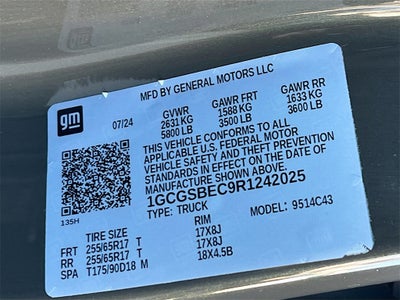 MFD BY GENERAL MOTORS LLC
gm
07/24
GVWR GAWR FRT GAWR RR
2631 KG 1588 KG 1633 KG
5800 LB 3500 LB 3600 LB
THIS VEHICLE CONFORMS TO ALL
APPLICABLE U.S. FEDERAL MOTOR
VEHICLE SAFETY AND THEFT PREVENTION
STANDARDS IN EFFECT ON THE DATE OF
MANUFACTURE SHOWN ABOVE.
1GCGSBEC9R1242025
TYPE: TRUCK MODEL: 9514C43
135H
TIRE SIZE RIM
FRT 255/65R17 T 17X8J
RR 255/65R17 T 17X8J
SPA T175/90D18 M 18X4.5B